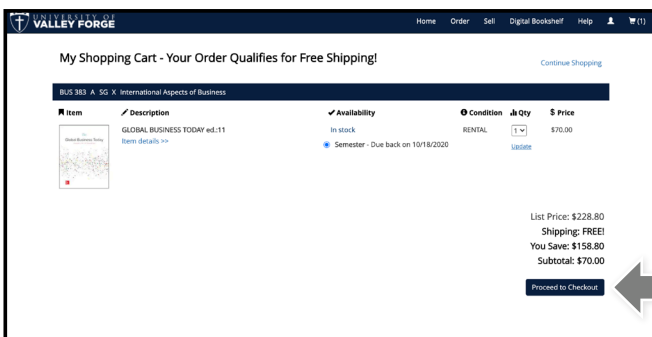 UNIVERSITY OF
VALLEY FORGE
Home Order Sell Digital Bookshelf Help (1)
My Shopping Cart - Your Order Qualifies for Free Shipping!
Continue Shopping
BUS 383 A SG X International Aspects of Business
Item Description Availability Condition Qty $ Price
GLOBAL BUSINESS TODAY ed.:11 In stock RENTAL 1 $70.00
Item details >> Semester - Due back on 10/18/2020 Update
Global Business Today
List Price: $228.80
Shipping: FREE!
You Save: $158.80
Subtotal: $70.00
Proceed to Checkout